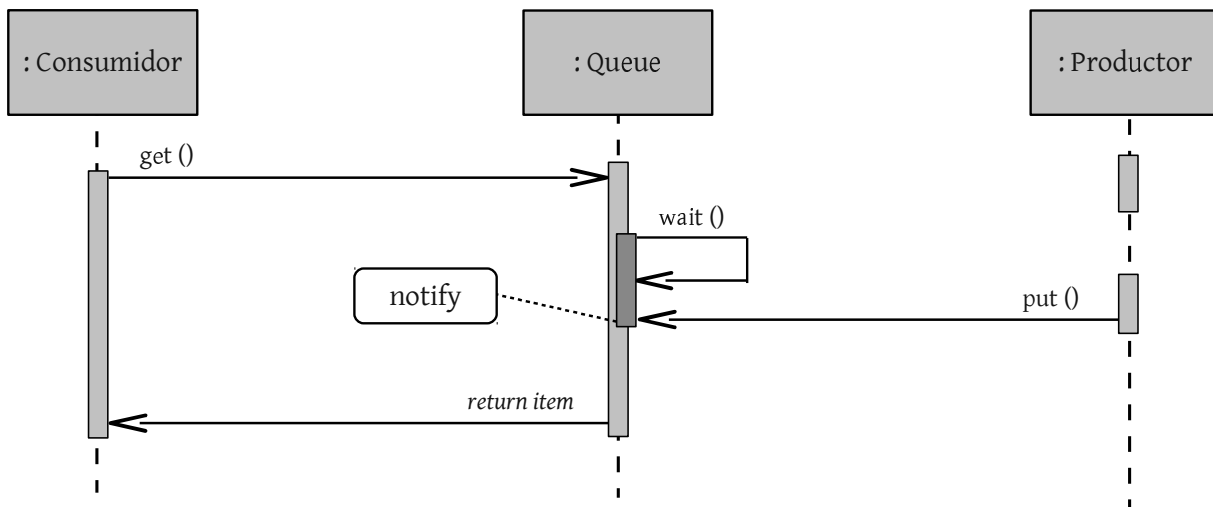 : Consumidor
: Queue
: Productor
get ()
wait ()
notify
put ()
return item